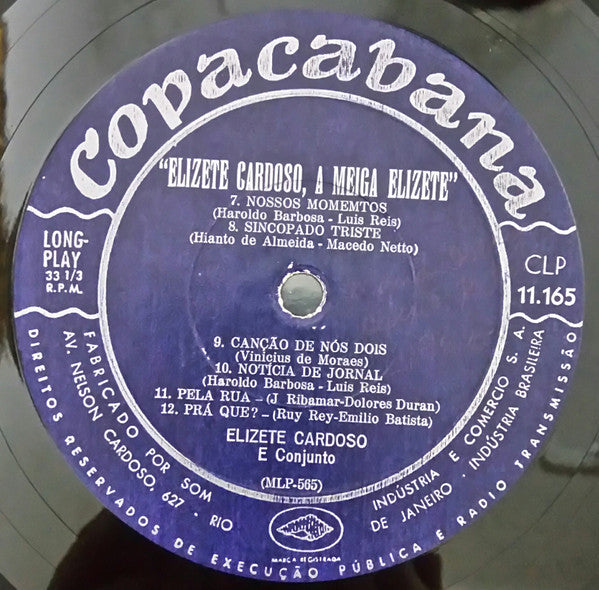 Copacabana
"ELIZETE CARDOSO, A MEIGA ELIZETE"
7. NOSSOS MOMEMTOS
(Haroldo Barbosa - Luis Reis)
8. SINCOPADO TRISTE
(Hianto de Almeida - Macedo Netto)
LONG-
PLAY
33 1/3
R.P.M.
CLP
11.165
9. CANÇÃO DE NÓS DOIS
(Vinicius de Moraes)
10. NOTÍCIA DE JORNAL
(Haroldo Barbosa - Luis Reis)
11. PELA RUA - (J Ribamar-Dolores Duran)
12. PRÁ QUE? - (Ruy Rey-Emilio Batista)
ELIZETE CARDOSO
E Conjunto
(MLP-565)
FABRICADO POR SOM INDÚSTRIA E COMERCIO S. A.
AV. NELSON CARDOSO, 627 - RIO DE JANEIRO - INDÚSTRIA BRASILEIRA
DIREITOS RESERVADOS DE EXECUÇÃO PÚBLICA E RADIO TRANSMISSÃO
MARCA REGISTRADA